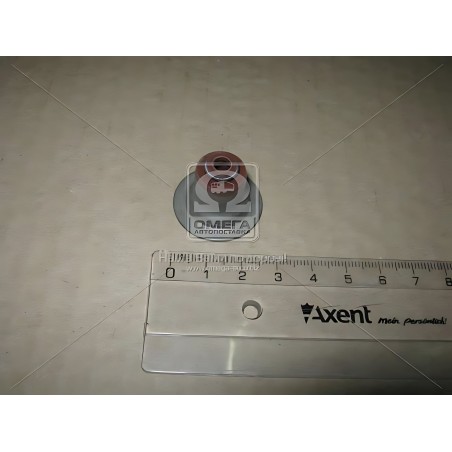 ОМЕГА
АВТОПОСТАВКА
0 1 2 3 4 5 6 7 8
Axent
mein persönlich!